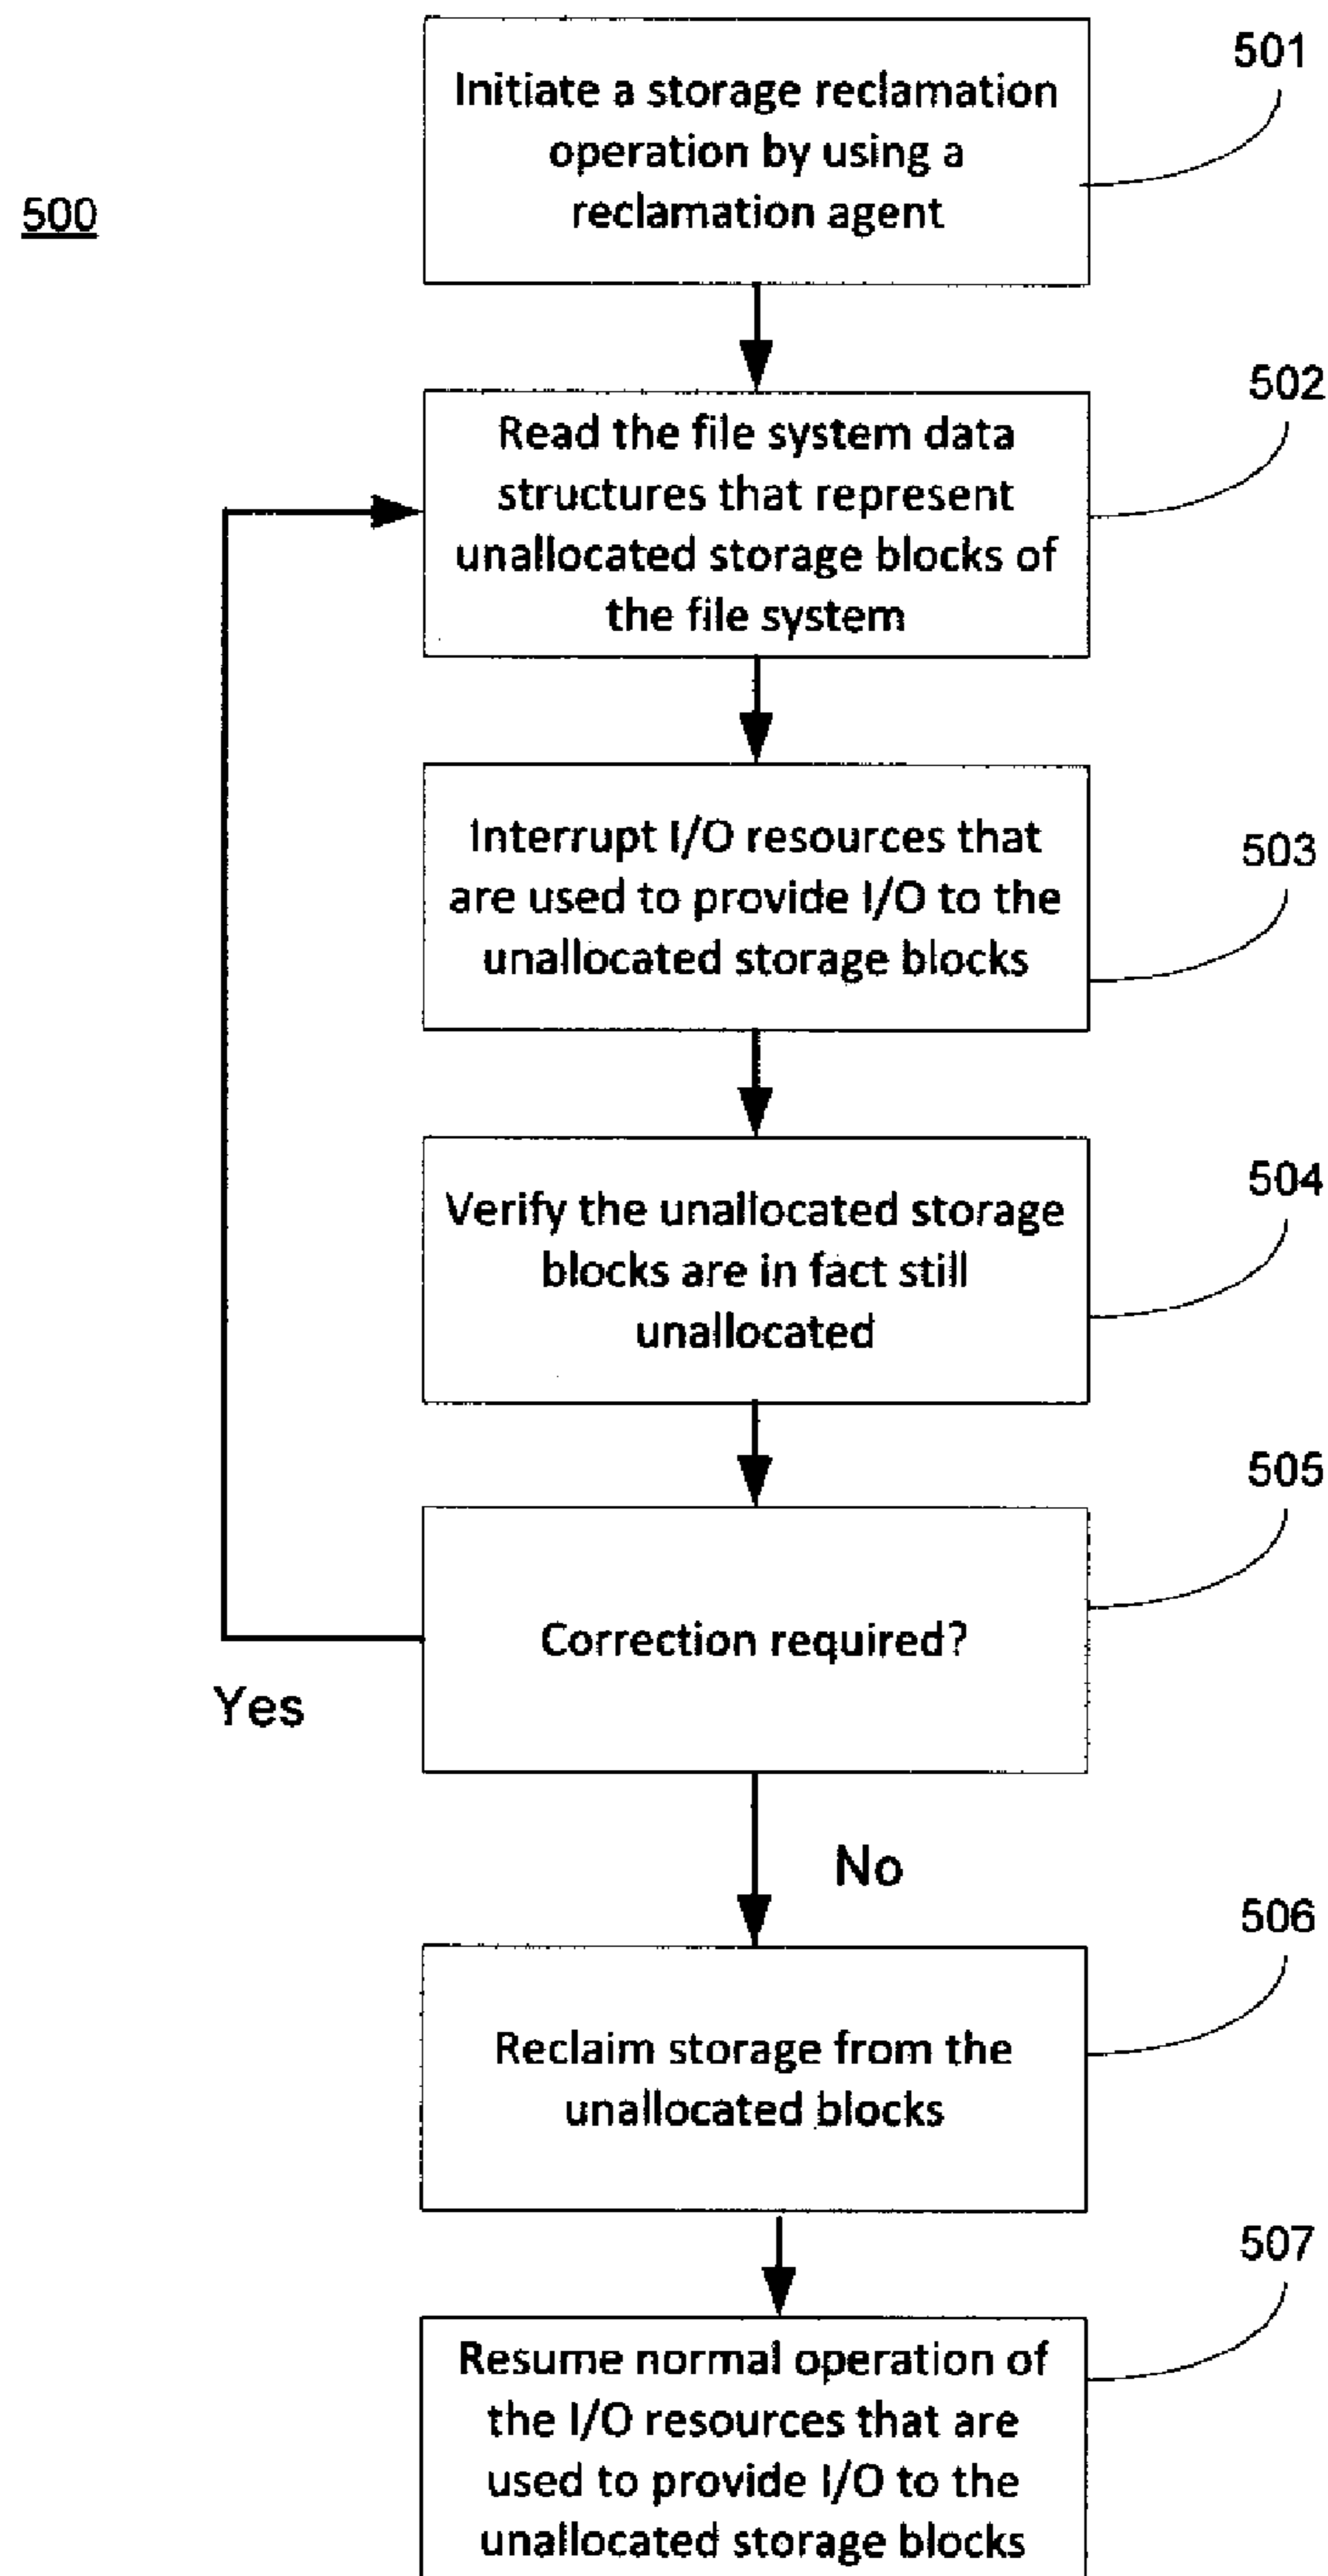 501
Initiate a storage reclamation
operation by using a
reclamation agent
500
502
Read the file system data
structures that represent
unallocated storage blocks of
the file system
503
Interrupt I/O resources that
are used to provide I/O to the
unallocated storage blocks
504
Verify the unallocated storage
blocks are in fact still
unallocated
505
Correction required?
Yes
No
506
Reclaim storage from the
unallocated blocks
507
Resume normal operation of
the I/O resources that are
used to provide I/O to the
unallocated storage blocks